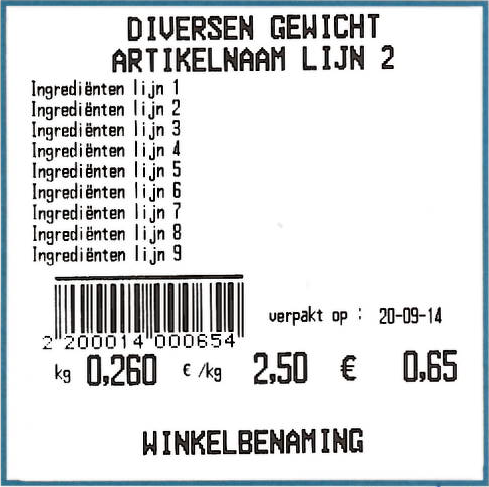 DIVERSEN GEWICHT
ARTIKELNAAM LIJN 2
Ingrediënten lijn 1
Ingrediënten lijn 2
Ingrediënten lijn 3
Ingrediënten lijn 4
Ingrediënten lijn 5
Ingrediënten lijn 6
Ingrediënten lijn 7
Ingrediënten lijn 8
Ingrediënten lijn 9
verpakt op : 20-09-14
2 200014 000654
kg 0,260 € /kg 2,50 € 0,65
WINKELBENAMING